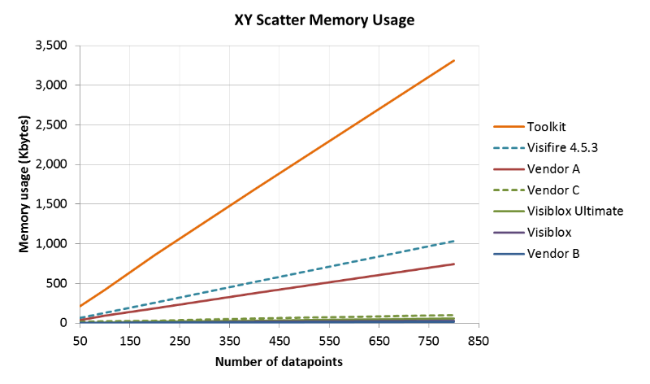 XY Scatter Memory Usage
Memory usage (Kbytes)
3,500
3,000
2,500
2,000
1,500
1,000
500
0
50 150 250 350 450 550 650 750 850
Number of datapoints
Toolkit
Visifire 4.5.3
Vendor A
Vendor C
Visiblox Ultimate
Visiblox
Vendor B